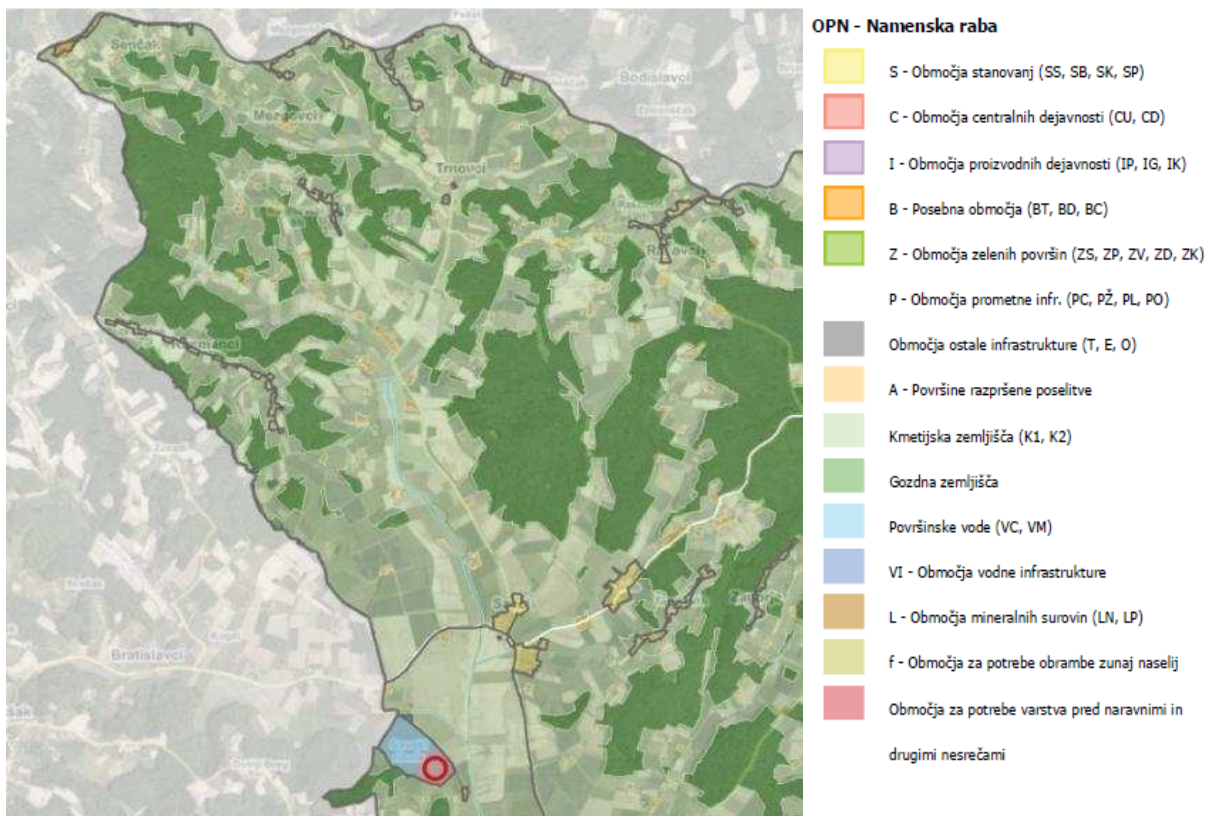 OPN - Namenska raba
S - Območja stanovanj (SS, SB, SK, SP)
C - Območja centralnih dejavnosti (CU, CD)
I - Območja proizvodnih dejavnosti (IP, IG, IK)
B - Posebna območja (BT, BD, BC)
Z - Območja zelenih površin (ZS, ZP, ZV, ZD, ZK)
P - Območja prometne infr. (PC, PŽ, PL, PO)
Območja ostale infrastrukture (T, E, O)
A - Površine razpršene poselitve
Kmetijska zemljišča (K1, K2)
Gozdna zemljišča
Površinske vode (VC, VM)
VI - Območja vodne infrastrukture
L - Območja mineralnih surovin (LN, LP)
f - Območja za potrebe obrambe zunaj naselij
Območja za potrebe varstva pred naravnimi in
drugimi nesrečami
Senčak
Bodislavci
Mezgovci
Trnovci
Bratislavci